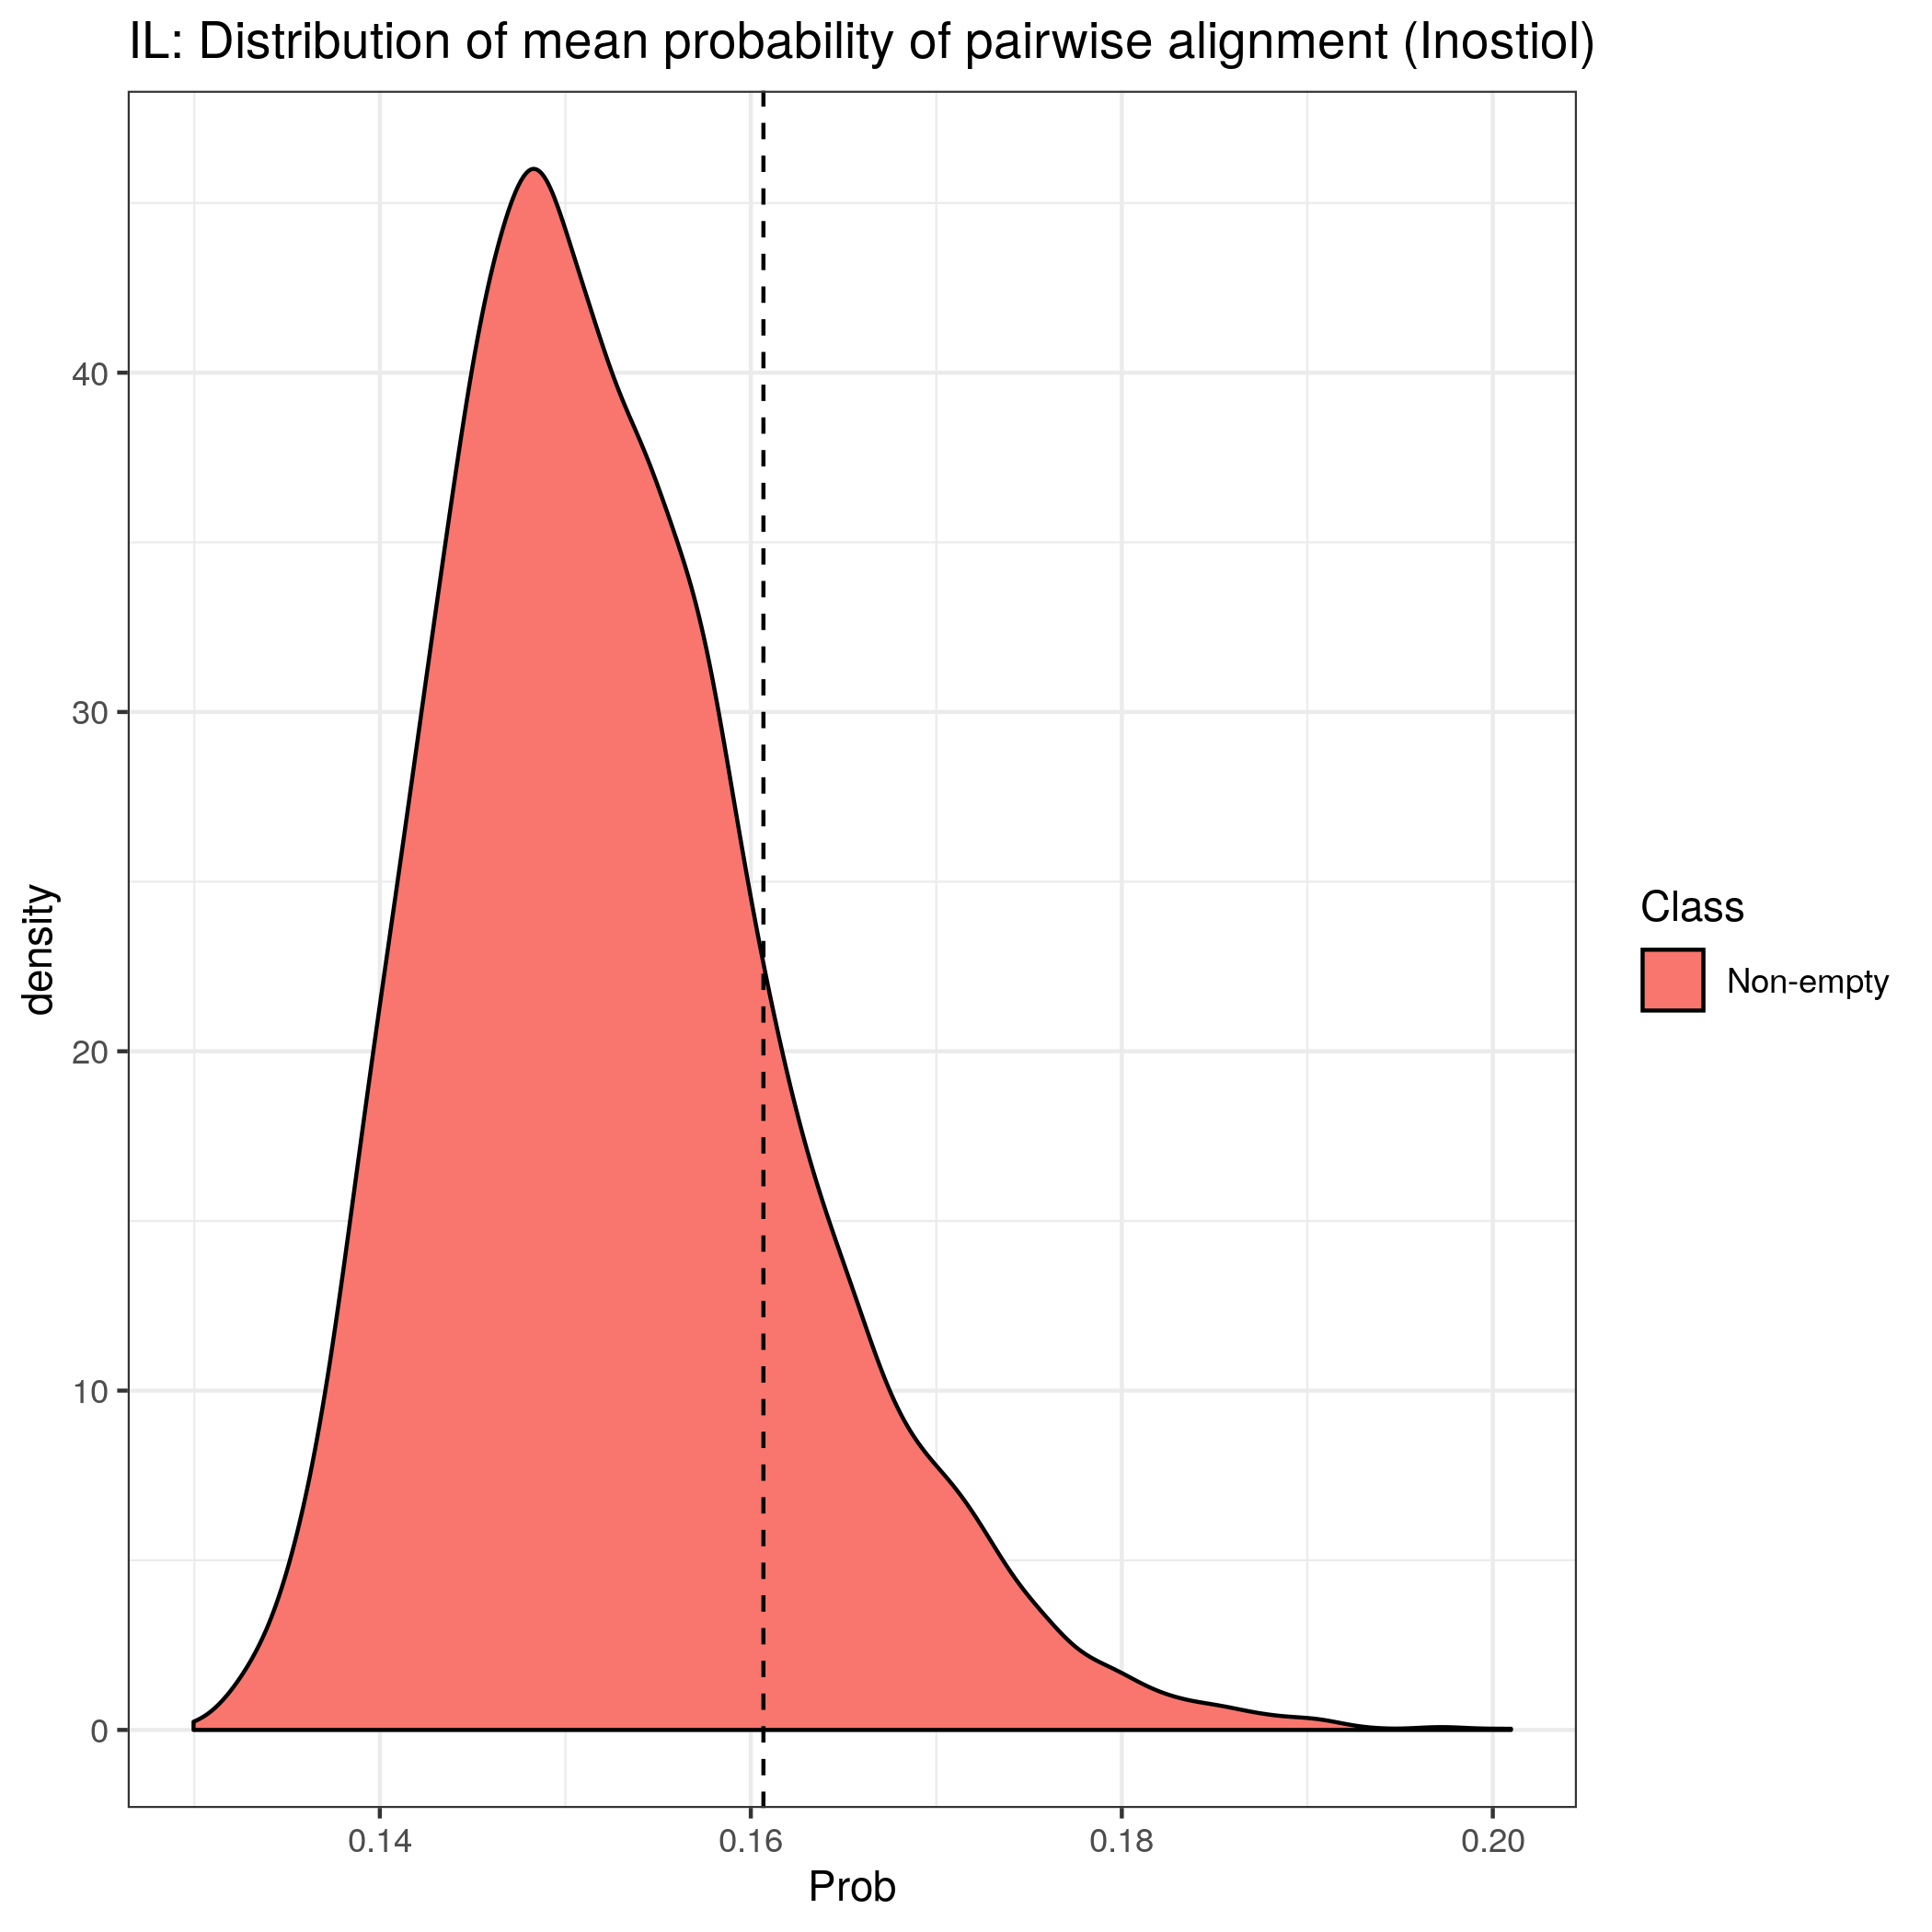 IL: Distribution of mean probability of pairwise alignment (Inostiol)
density
40
30
20
10
0
0.14
0.16
0.18
0.20
Prob
Class
Non-empty